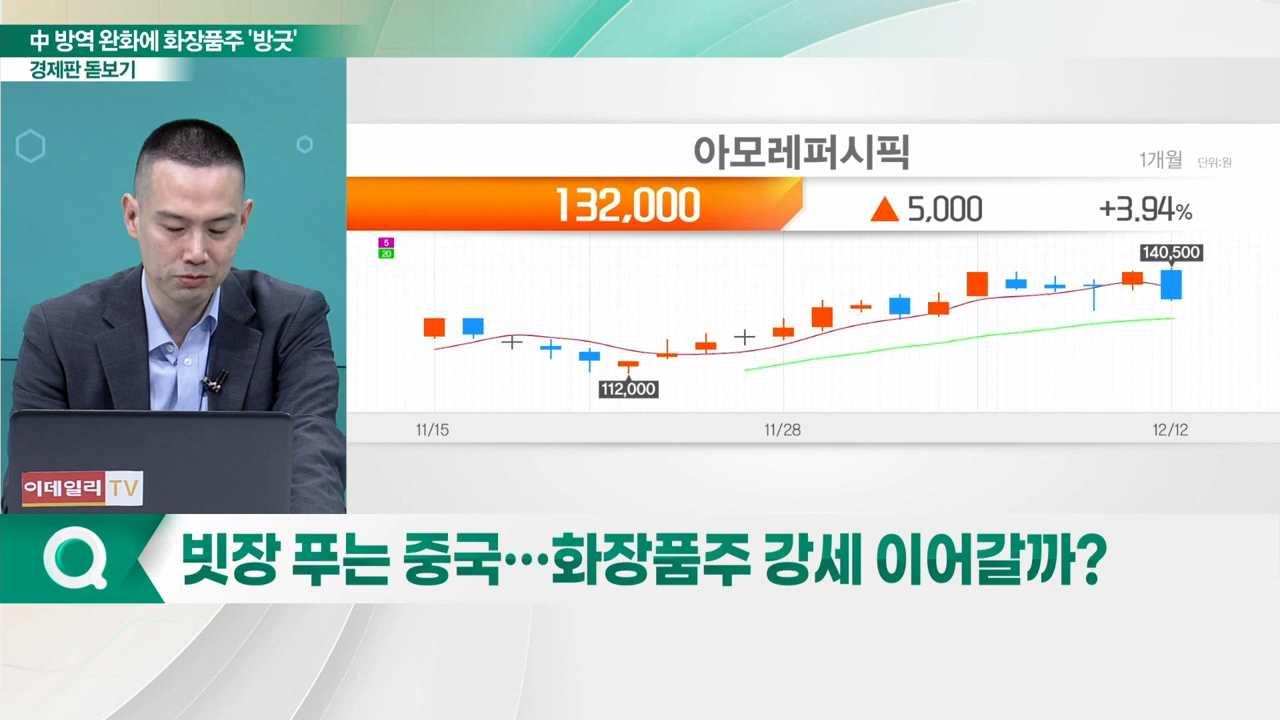 中 방역 완화에 화장품주 '방긋'
경제판 돋보기
아모레퍼시픽
1개월 단위:원
132,000 ▲ 5,000 +3.94%
5
20
140,500
112,000
11/15 11/28 12/12
이데일리 TV
Q 빗장 푸는 중국…화장품주 강세 이어갈까?